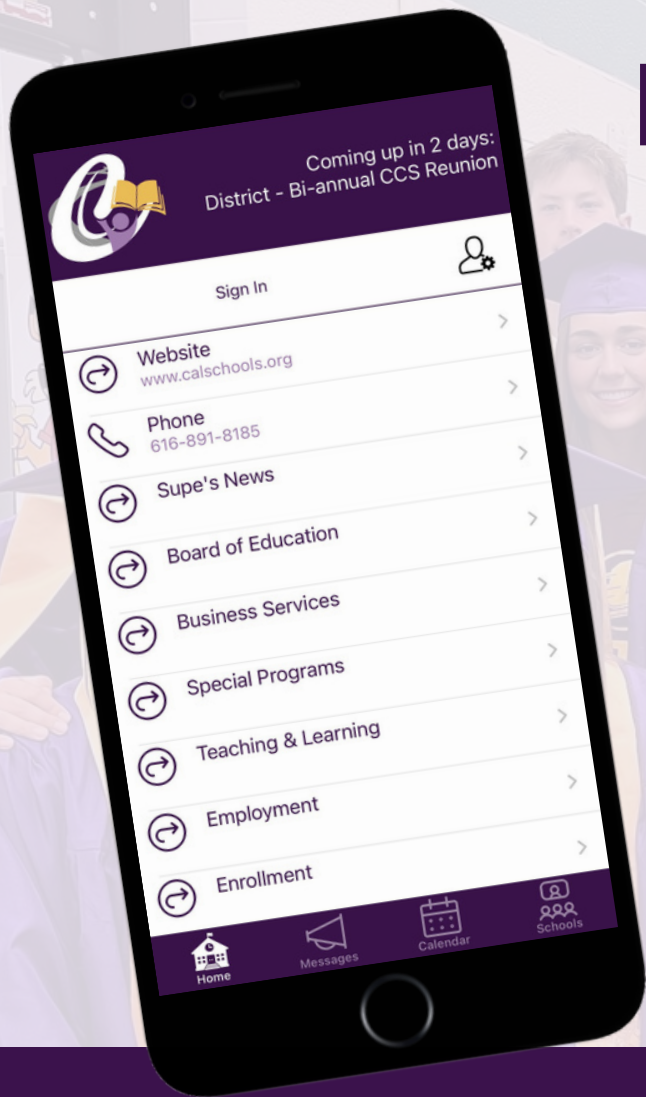 Coming up in 2 days:
District - Bi-annual CCS Reunion
Sign In
Website
www.calschools.org
Phone
616-891-8185
Supe's News
Board of Education
Business Services
Special Programs
Teaching & Learning
Employment
Enrollment
Home
Messages
Calendar
Schools